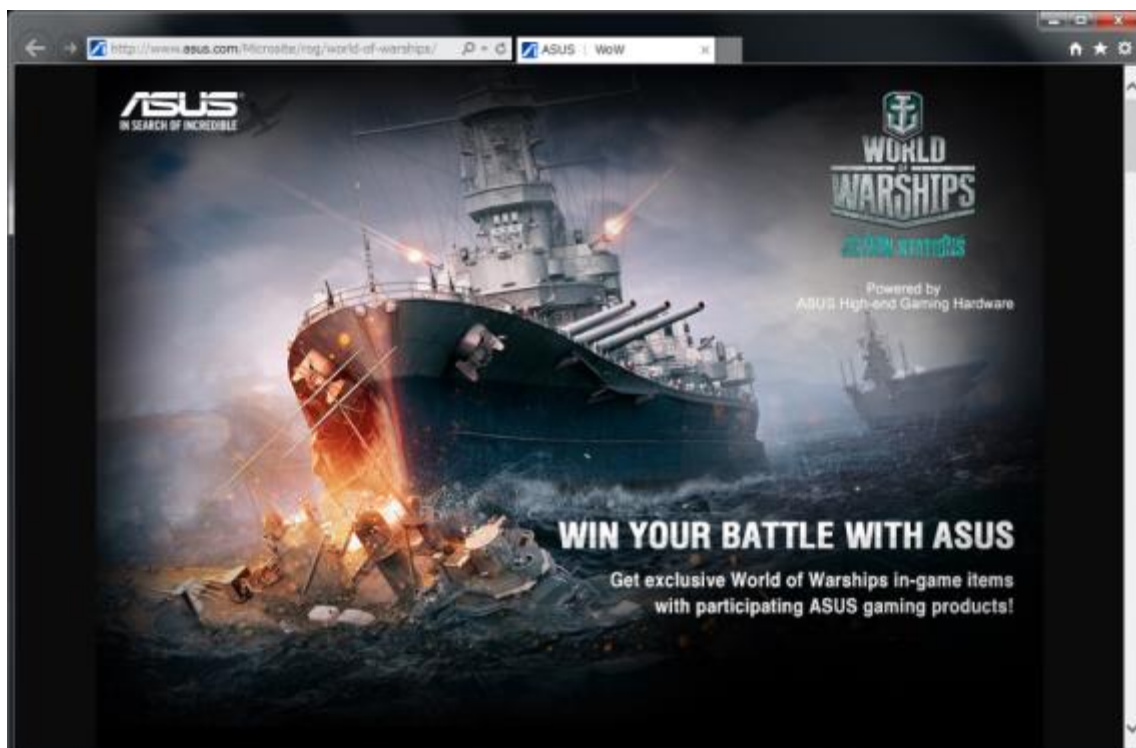 http://www.asus.com/Microsite/rog/world-of-warships/
ASUS | WoW
ASUS
IN SEARCH OF INCREDIBLE
WORLD
OF
WARSHIPS
Powered by
ASUS High-end Gaming Hardware
WIN YOUR BATTLE WITH ASUS
Get exclusive World of Warships in-game items
with participating ASUS gaming products!